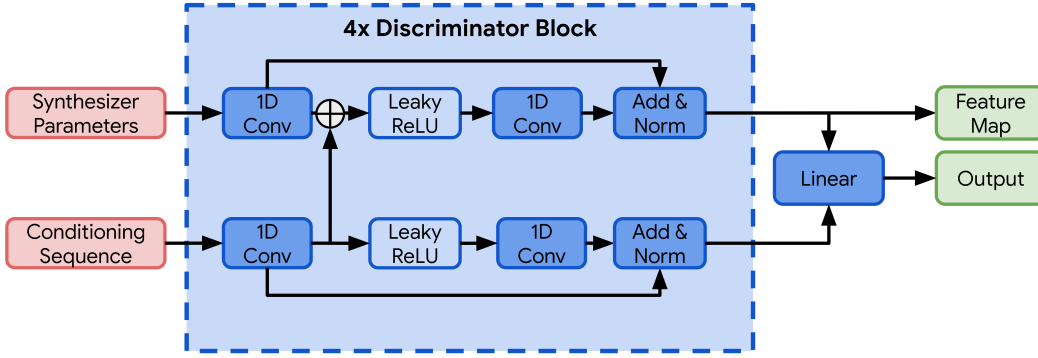 4x Discriminator Block
Synthesizer
Parameters
1D
Conv
Leaky
ReLU
1D
Conv
Add &
Norm
Feature
Map
Linear
Output
Conditioning
Sequence
1D
Conv
Leaky
ReLU
1D
Conv
Add &
Norm